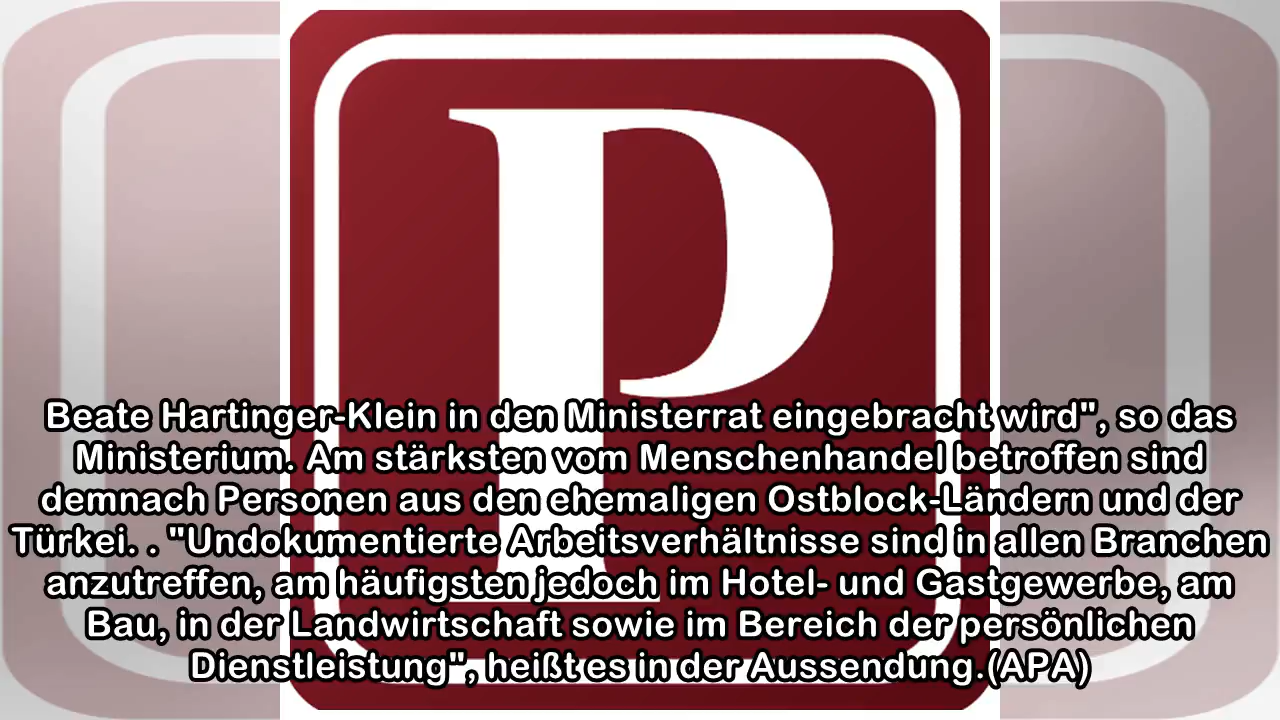 P
Beate Hartinger-Klein in den Ministerrat eingebracht wird", so das
Ministerium. Am stärksten vom Menschenhandel betroffen sind
demnach Personen aus den ehemaligen Ostblock-Ländern und der
Türkei. . "Undokumentierte Arbeitsverhältnisse sind in allen Branchen
anzutreffen, am häufigsten jedoch im Hotel- und Gastgewerbe, am
Bau, in der Landwirtschaft sowie im Bereich der persönlichen
Dienstleistung", heißt es in der Aussendung.(APA)